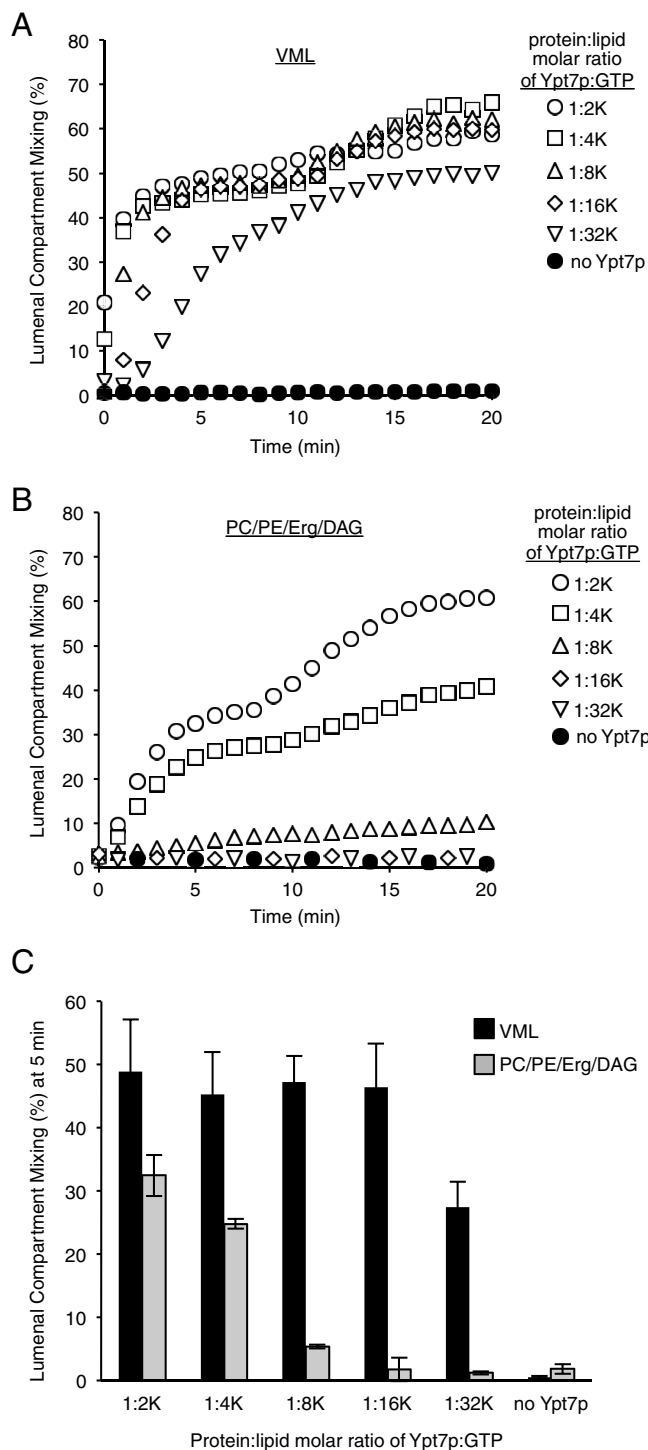 A
VML
protein:lipid
molar ratio
of Ypt7p:GTP
1:2K
1:4K
1:8K
1:16K
1:32K
no Ypt7p
Lumenal Compartment Mixing (%)
80
70
60
50
40
30
20
10
0
0 5 10 15 20
Time (min)
B
PC/PE/Erg/DAG
protein:lipid
molar ratio
of Ypt7p:GTP
1:2K
1:4K
1:8K
1:16K
1:32K
no Ypt7p
Lumenal Compartment Mixing (%)
80
70
60
50
40
30
20
10
0
0 5 10 15 20
Time (min)
C
VML
PC/PE/Erg/DAG
Lumenal Compartment Mixing (%) at 5 min
60
50
40
30
20
10
0
1:2K 1:4K 1:8K 1:16K 1:32K no Ypt7p
Protein:lipid molar ratio of Ypt7p:GTP